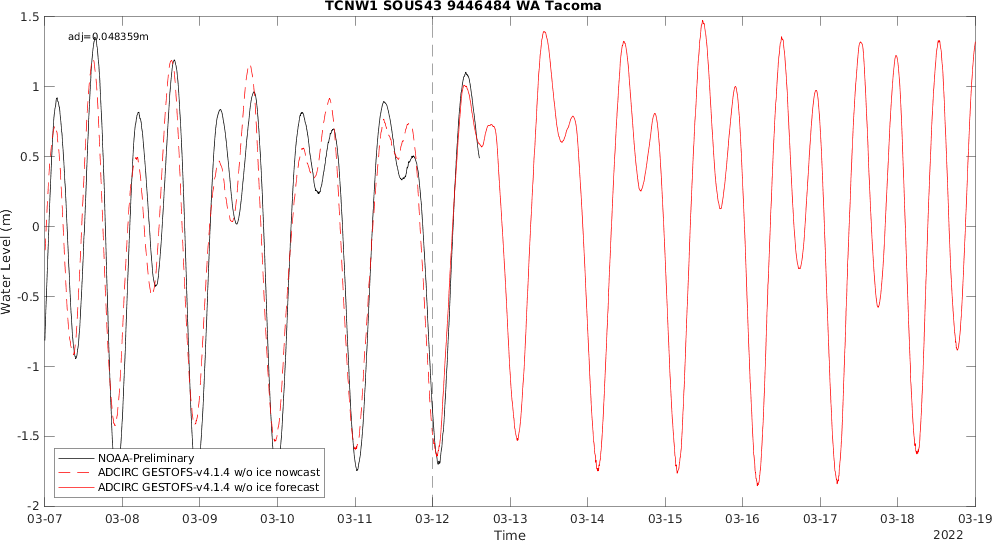 TCNW1 SOUS43 9446484 WA Tacoma
adj=0.048359m
1.5
1
0.5
0
-0.5
-1
-1.5
-2
Water Level (m)
NOAA-Preliminary
ADCIRC GESTOFS-v4.1.4 w/o ice nowcast
ADCIRC GESTOFS-v4.1.4 w/o ice forecast
03-07 03-08 03-09 03-10 03-11 03-12 03-13 03-14 03-15 03-16 03-17 03-18 03-19
Time
2022